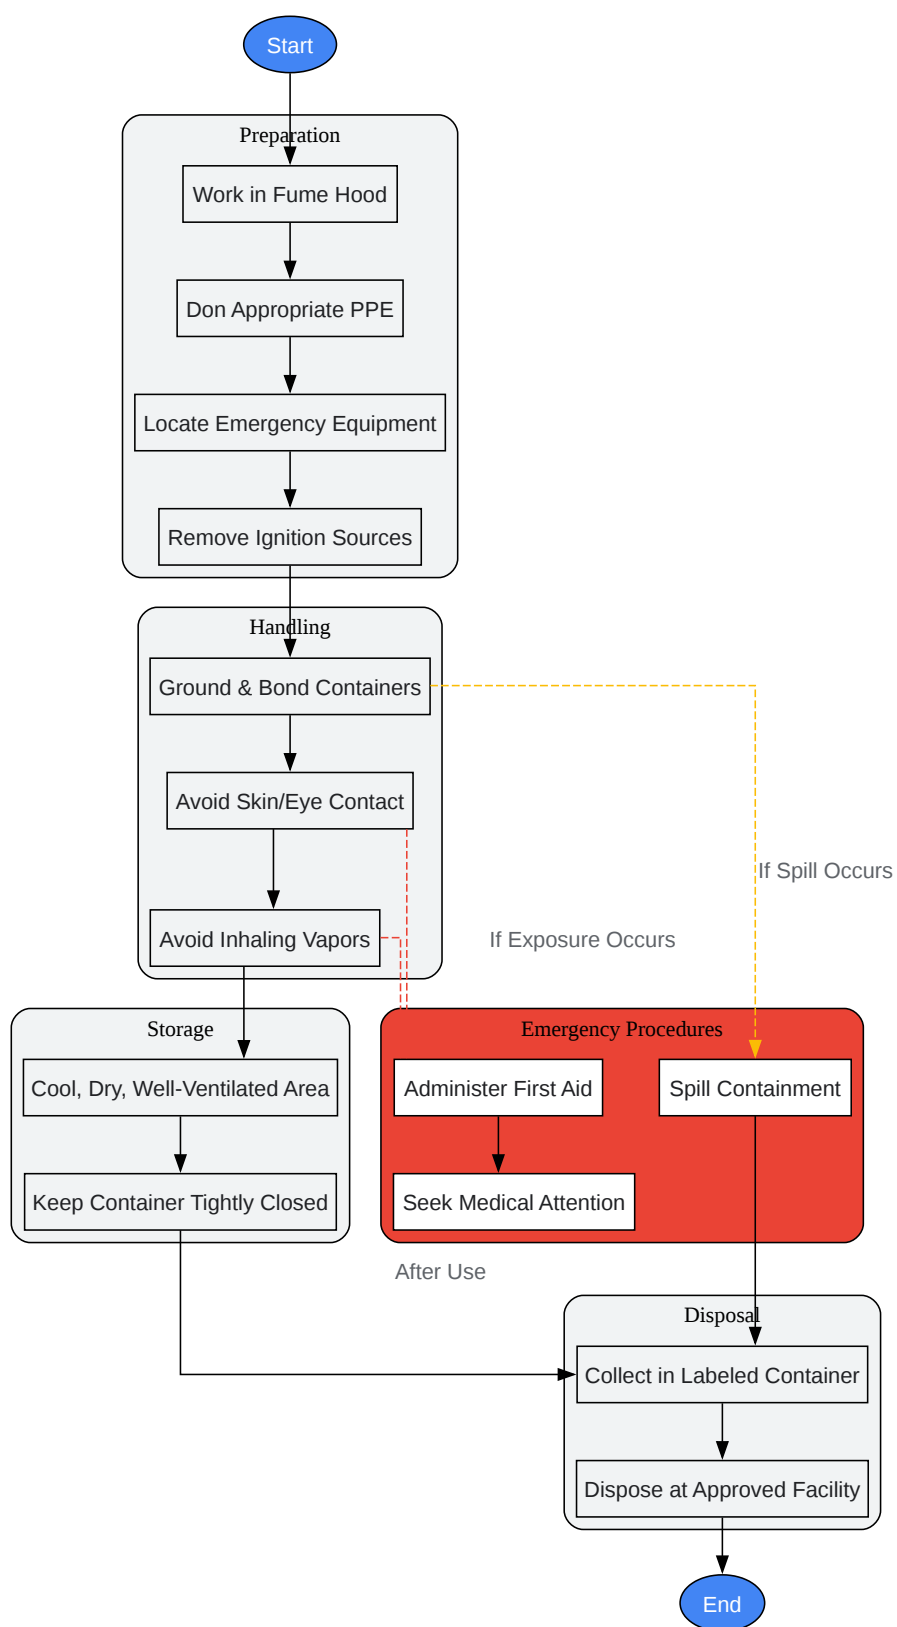 Start
Preparation
Work in Fume Hood
Don Appropriate PPE
Locate Emergency Equipment
Remove Ignition Sources
Handling
Ground & Bond Containers
Avoid Skin/Eye Contact
If Spill Occurs
Avoid Inhaling Vapors
If Exposure Occurs
Storage
Emergency Procedures
Cool, Dry, Well-Ventilated Area
Administer First Aid
Spill Containment
Keep Container Tightly Closed
Seek Medical Attention
After Use
Disposal
Collect in Labeled Container
Dispose at Approved Facility
End